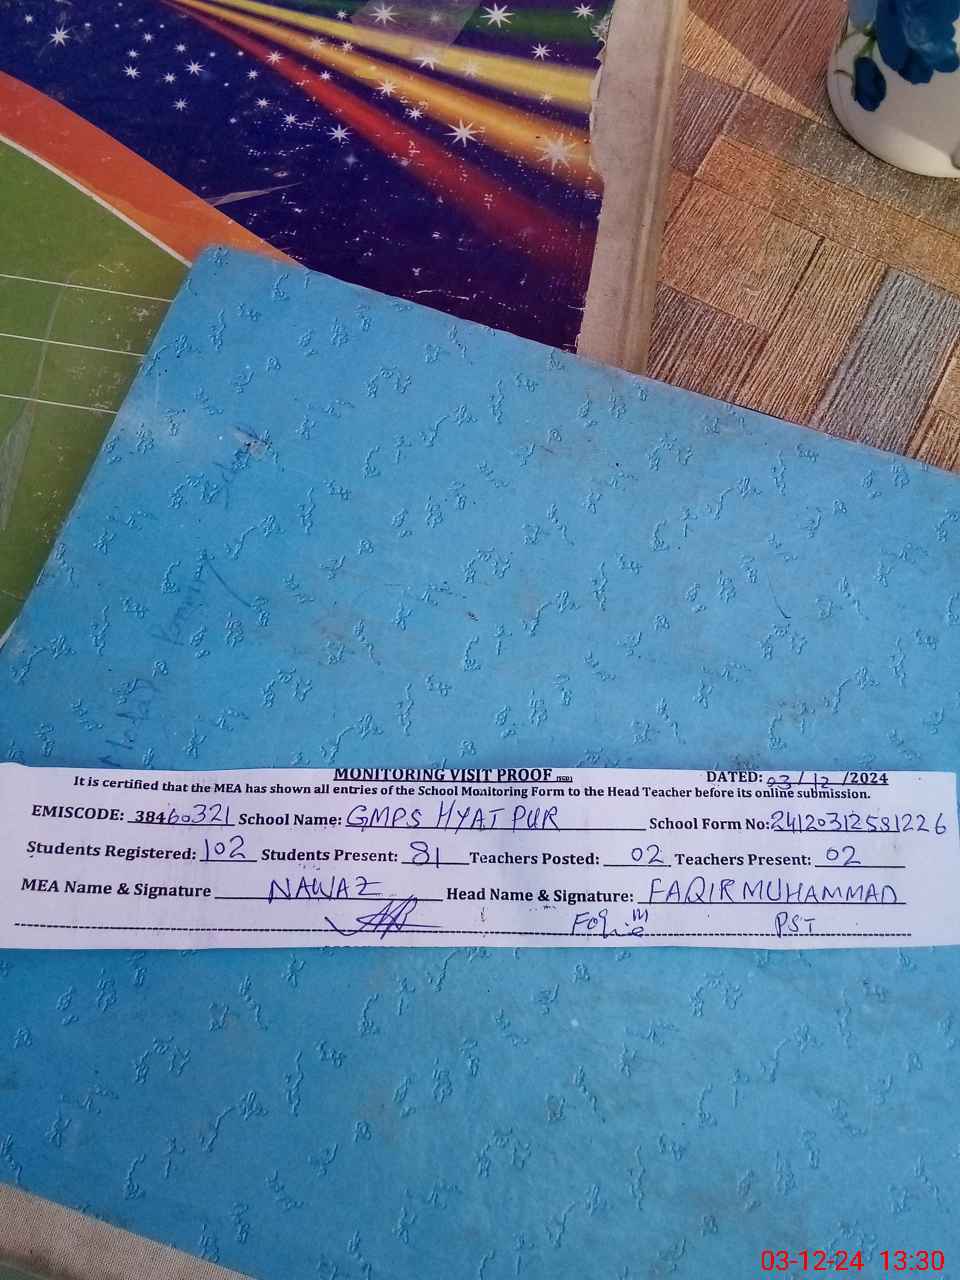 MONITORING VISIT PROOF
DATED: 03/12/2024
It is certified that the MEA has shown all entries of the School Monitoring Form to the Head Teacher before its online submission.
EMISCODE: 38460321 School Name: GMPS HYAT PUR School Form No: 2412031258 1226
Students Registered: 102 Students Present: 81 Teachers Posted: 02 Teachers Present: 02
MEA Name & Signature NAWAZ Head Name & Signature: FAQIR MUHAMMAD
PST
03-12-24 13:30